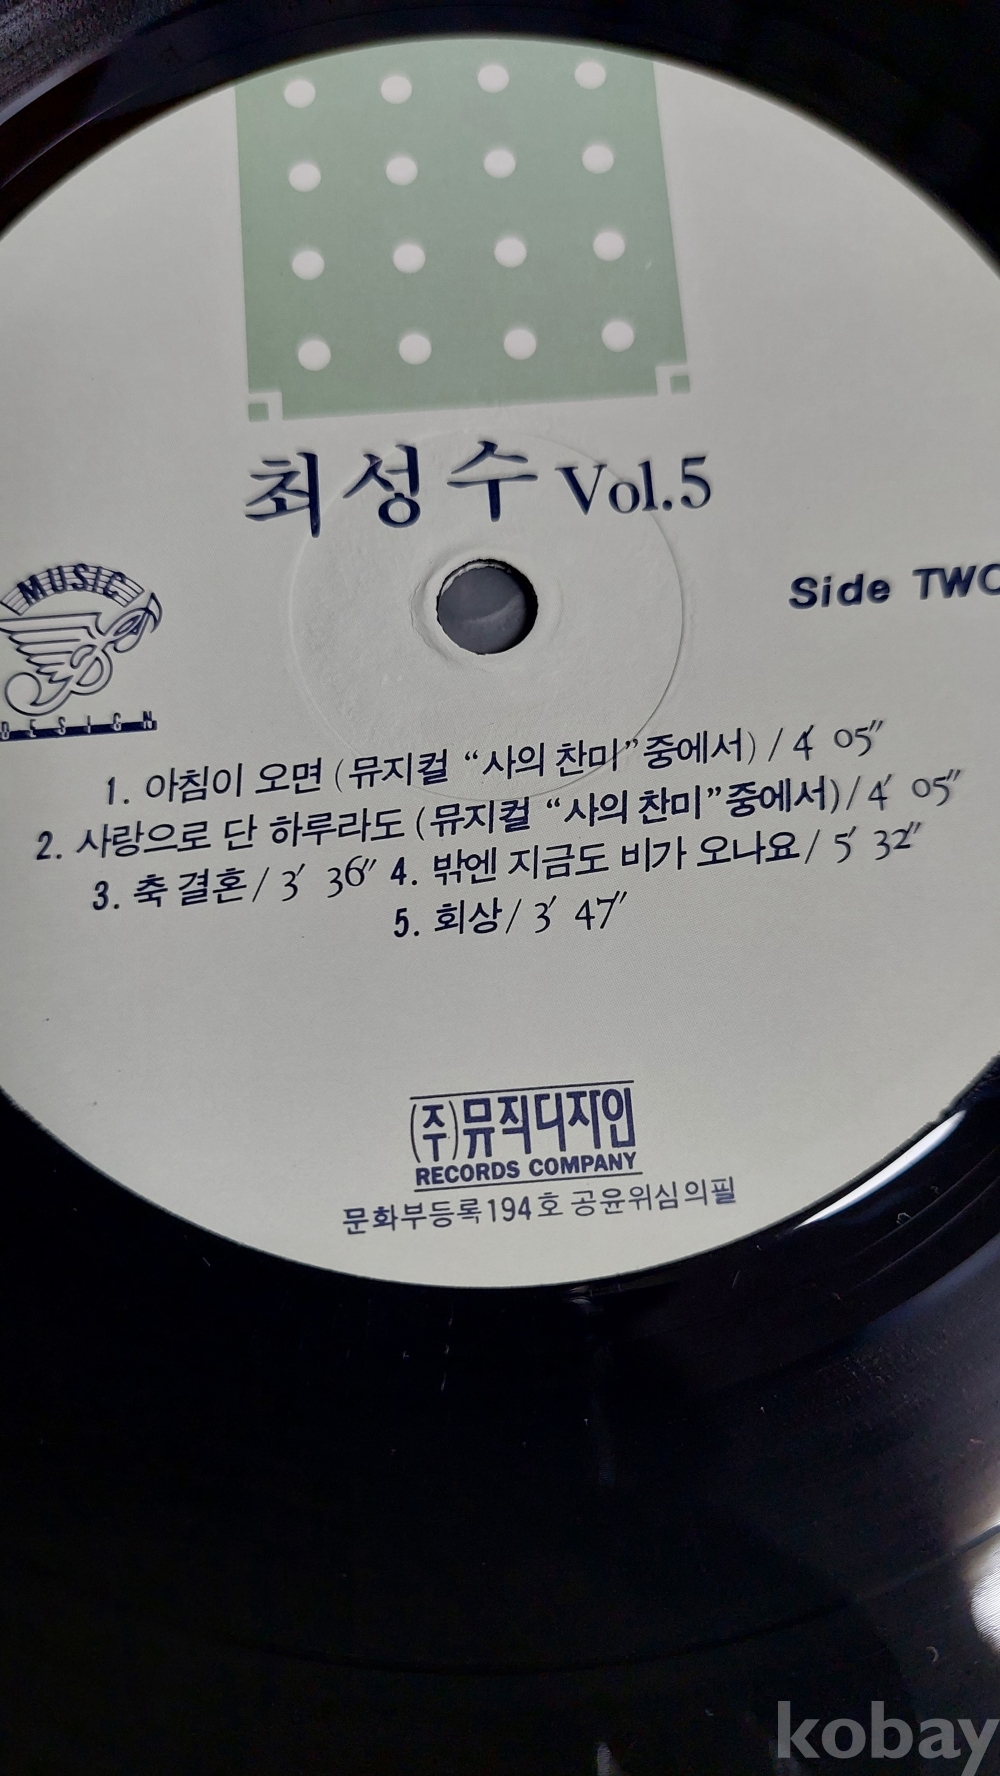 최성수 Vol.5
MUSIC
DESIGN
Side TWO
1. 아침이 오면 (뮤지컬 “사의 찬미”중에서) / 4′ 05″
2. 사랑으로 단 하루라도 (뮤지컬 “사의 찬미”중에서) / 4′ 05″
3. 축 결혼 / 3′ 36″ 4. 밖엔 지금도 비가 오나요 / 5′ 32″
5. 회상 / 3′ 47″
(주)뮤직디자인
RECORDS COMPANY
문화부등록194호 공윤위심의필
kobay